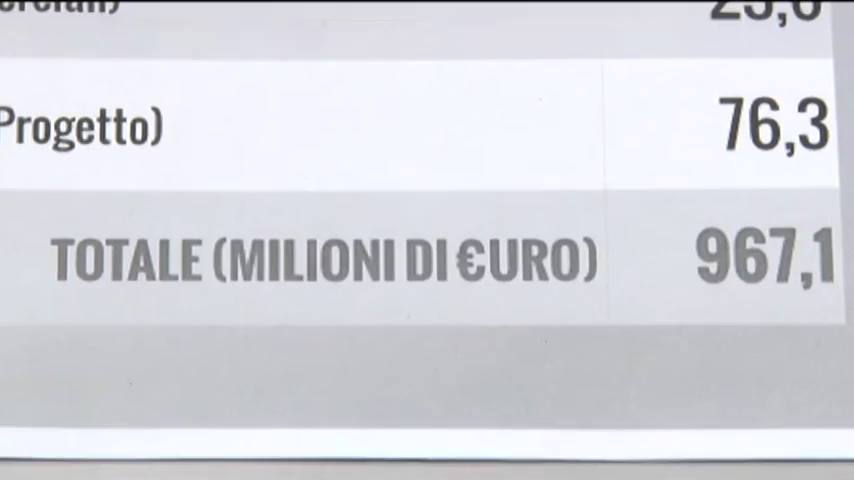 Progetto) 76,3
TOTALE (MILIONI DI €URO) 967,1